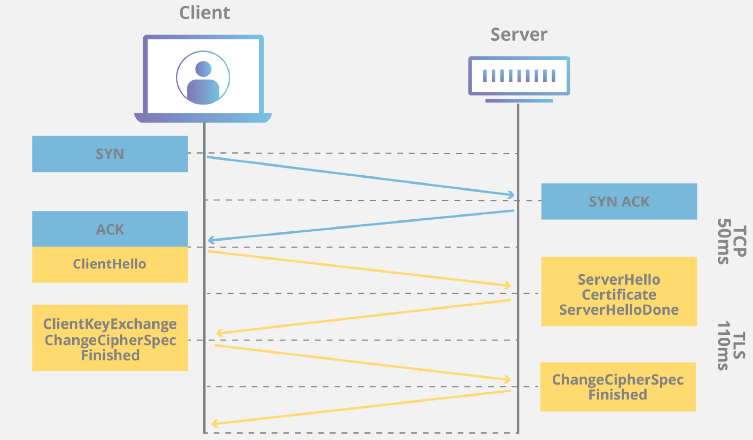 Client
Server
SYN
SYN ACK
ACK
ClientHello
ServerHello
Certificate
ServerHelloDone
ClientKeyExchange
ChangeCipherSpec
Finished
ChangeCipherSpec
Finished
TCP
50ms
TLS
110ms